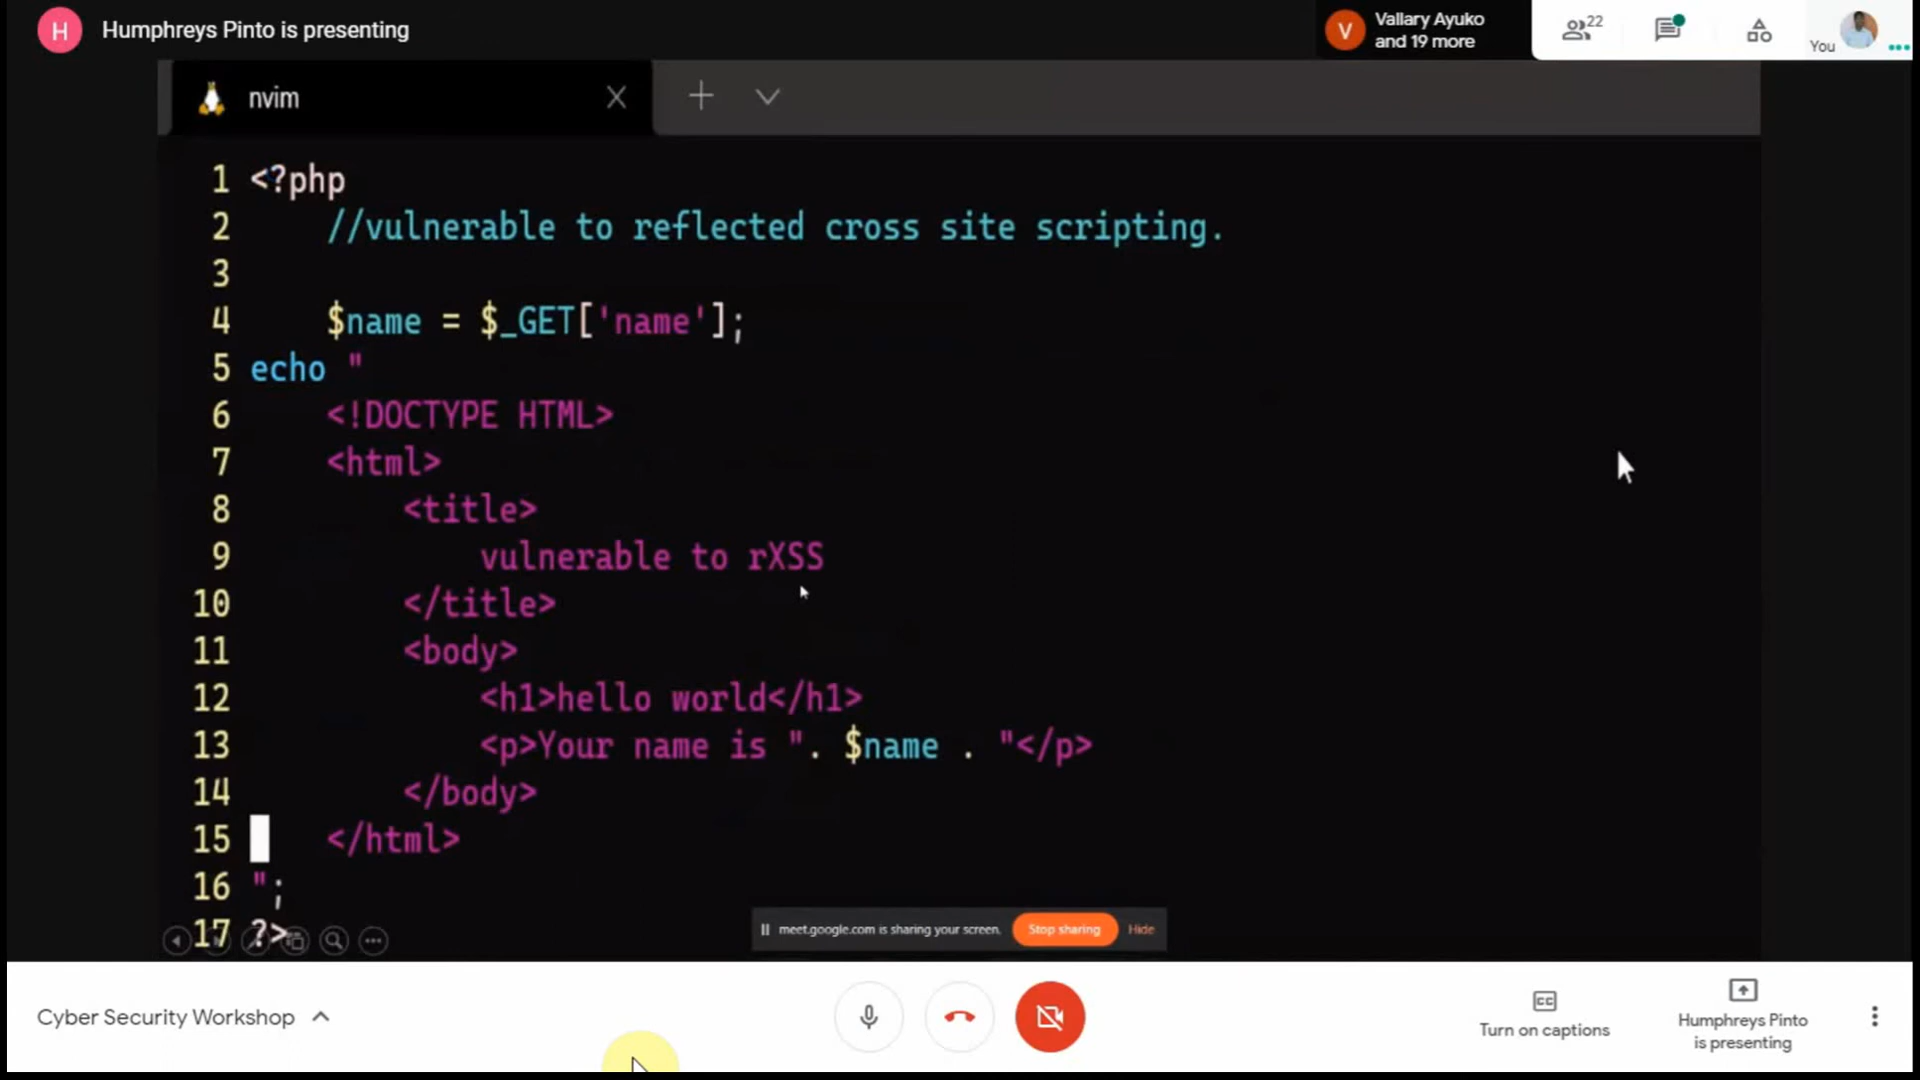 H Humphreys Pinto is presenting
V Vallary Ayuko
and 19 more
22
You
nvim
1 <?php
2 //vulnerable to reflected cross site scripting.
3
4 $name = $_GET['name'];
5 echo "
6 <!DOCTYPE HTML>
7 <html>
8 <title>
9 vulnerable to rXSS
10 </title>
11 <body>
12 <h1>hello world</h1>
13 <p>Your name is ". $name . "</p>
14 </body>
15 </html>
16 ";
17 ?>
meet.google.com is sharing your screen. Stop sharing Hide
Cyber Security Workshop
CC
Turn on captions
Humphreys Pinto
is presenting